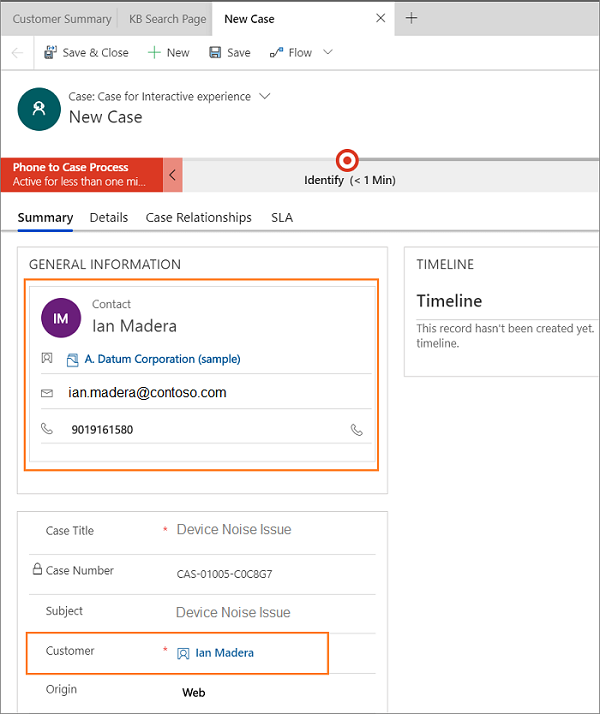 Customer Summary
KB Search Page
New Case
Save & Close
New
Save
Flow
Case: Case for Interactive experience
New Case
Phone to Case Process
Active for less than one mi...
Identify (< 1 Min)
Summary
Details
Case Relationships
SLA
GENERAL INFORMATION
IM
Contact
Ian Madera
A. Datum Corporation (sample)
ian.madera@contoso.com
9019161580
TIMELINE
Timeline
This record hasn't been created yet.
timeline.
Case Title * Device Noise Issue
Case Number CAS-01005-C0C8G7
Subject Device Noise Issue
Customer * Ian Madera
Origin Web